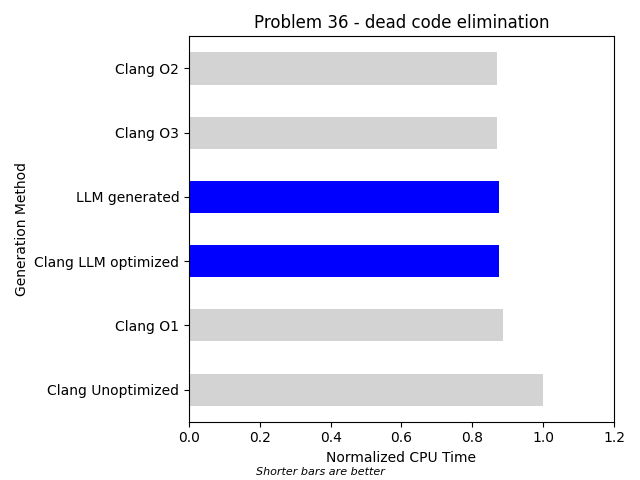 Problem 36 - dead code elimination
Generation Method
Clang O2
Clang O3
LLM generated
Clang LLM optimized
Clang O1
Clang Unoptimized
0.0 0.2 0.4 0.6 0.8 1.0 1.2
Normalized CPU Time
Shorter bars are better